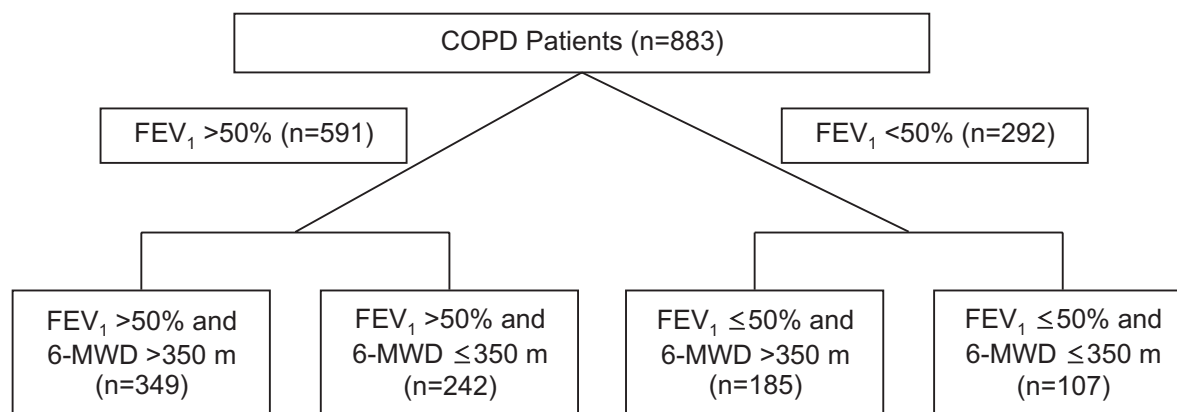 COPD Patients (n=883)
FEV₁ >50% (n=591)
FEV₁ <50% (n=292)
FEV₁ >50% and
6-MWD >350 m
(n=349)
FEV₁ >50% and
6-MWD ≤350 m
(n=242)
FEV₁ ≤50% and
6-MWD >350 m
(n=185)
FEV₁ ≤50% and
6-MWD ≤350 m
(n=107)